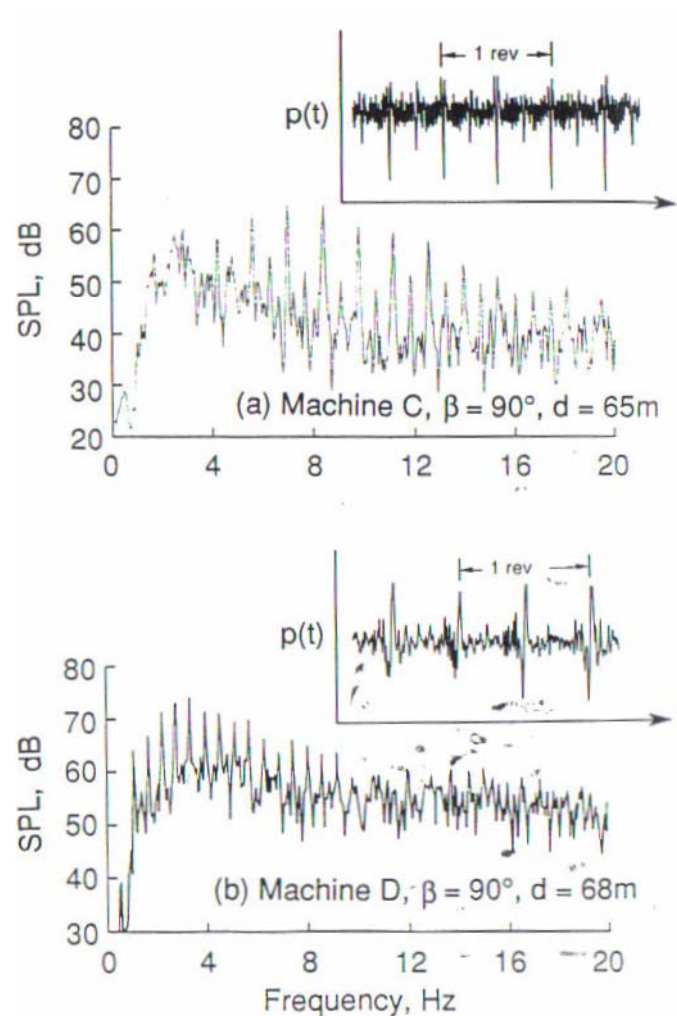 1 rev
p(t)
80
70
60
50
40
30
20
SPL, dB
(a) Machine C, β = 90°, d = 65m
0 4 8 12 16 20
1 rev
p(t)
80
70
60
50
40
30
SPL, dB
(b) Machine D, β = 90°, d = 68m
0 4 8 12 16 20
Frequency, Hz